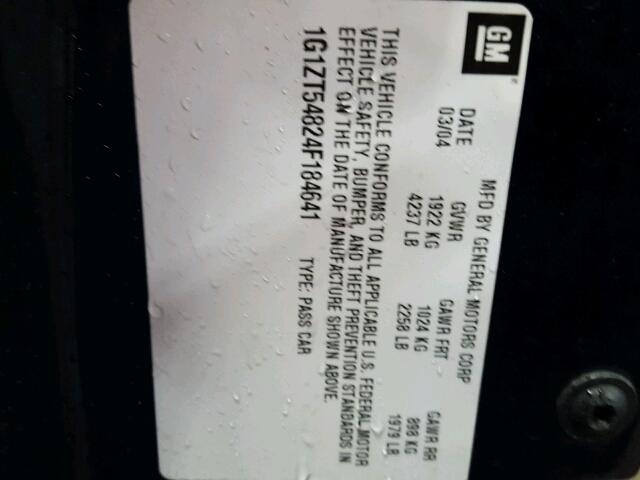 GM
MFD BY GENERAL MOTORS CORP
DATE GVWR GAWR FRT GAWR RR
03/04 1922 KG 1024 KG 898 KG
4237 LB 2258 LB 1979 LB
THIS VEHICLE CONFORMS TO ALL APPLICABLE U.S. FEDERAL MOTOR
VEHICLE SAFETY, BUMPER, AND THEFT PREVENTION STANDARDS IN
EFFECT ON THE DATE OF MANUFACTURE SHOWN ABOVE.
1G1ZT54824F184641 TYPE: PASS CAR